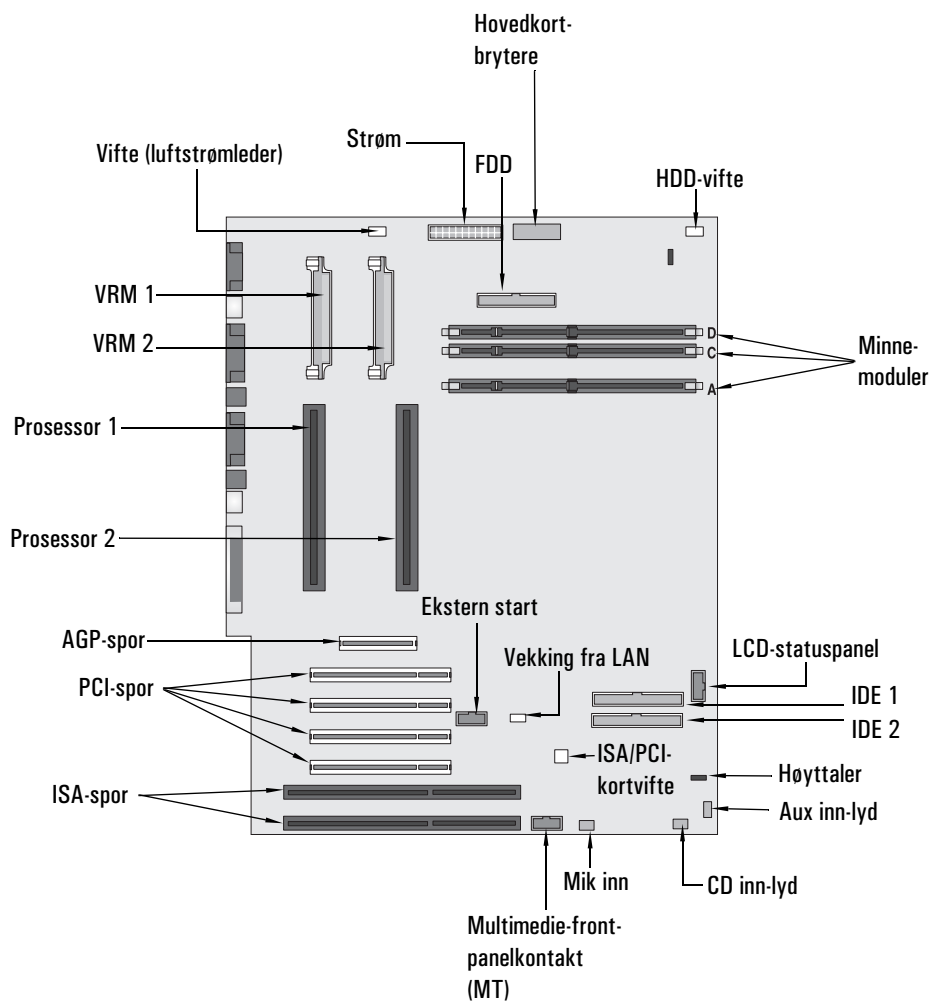 Hovedkort-
brytere
Strøm
Vifte (luftstrømleder)
FDD
HDD-vifte
VRM 1
VRM 2
D
C
A
Minne-
moduler
Prosessor 1
Prosessor 2
Ekstern start
AGP-spor
Vekking fra LAN
LCD-statuspanel
PCI-spor
IDE 1
IDE 2
ISA/PCI-
kortvifte
Høyttaler
ISA-spor
Aux inn-lyd
Mik inn
CD inn-lyd
Multimedie-front-
panelkontakt
(MT)